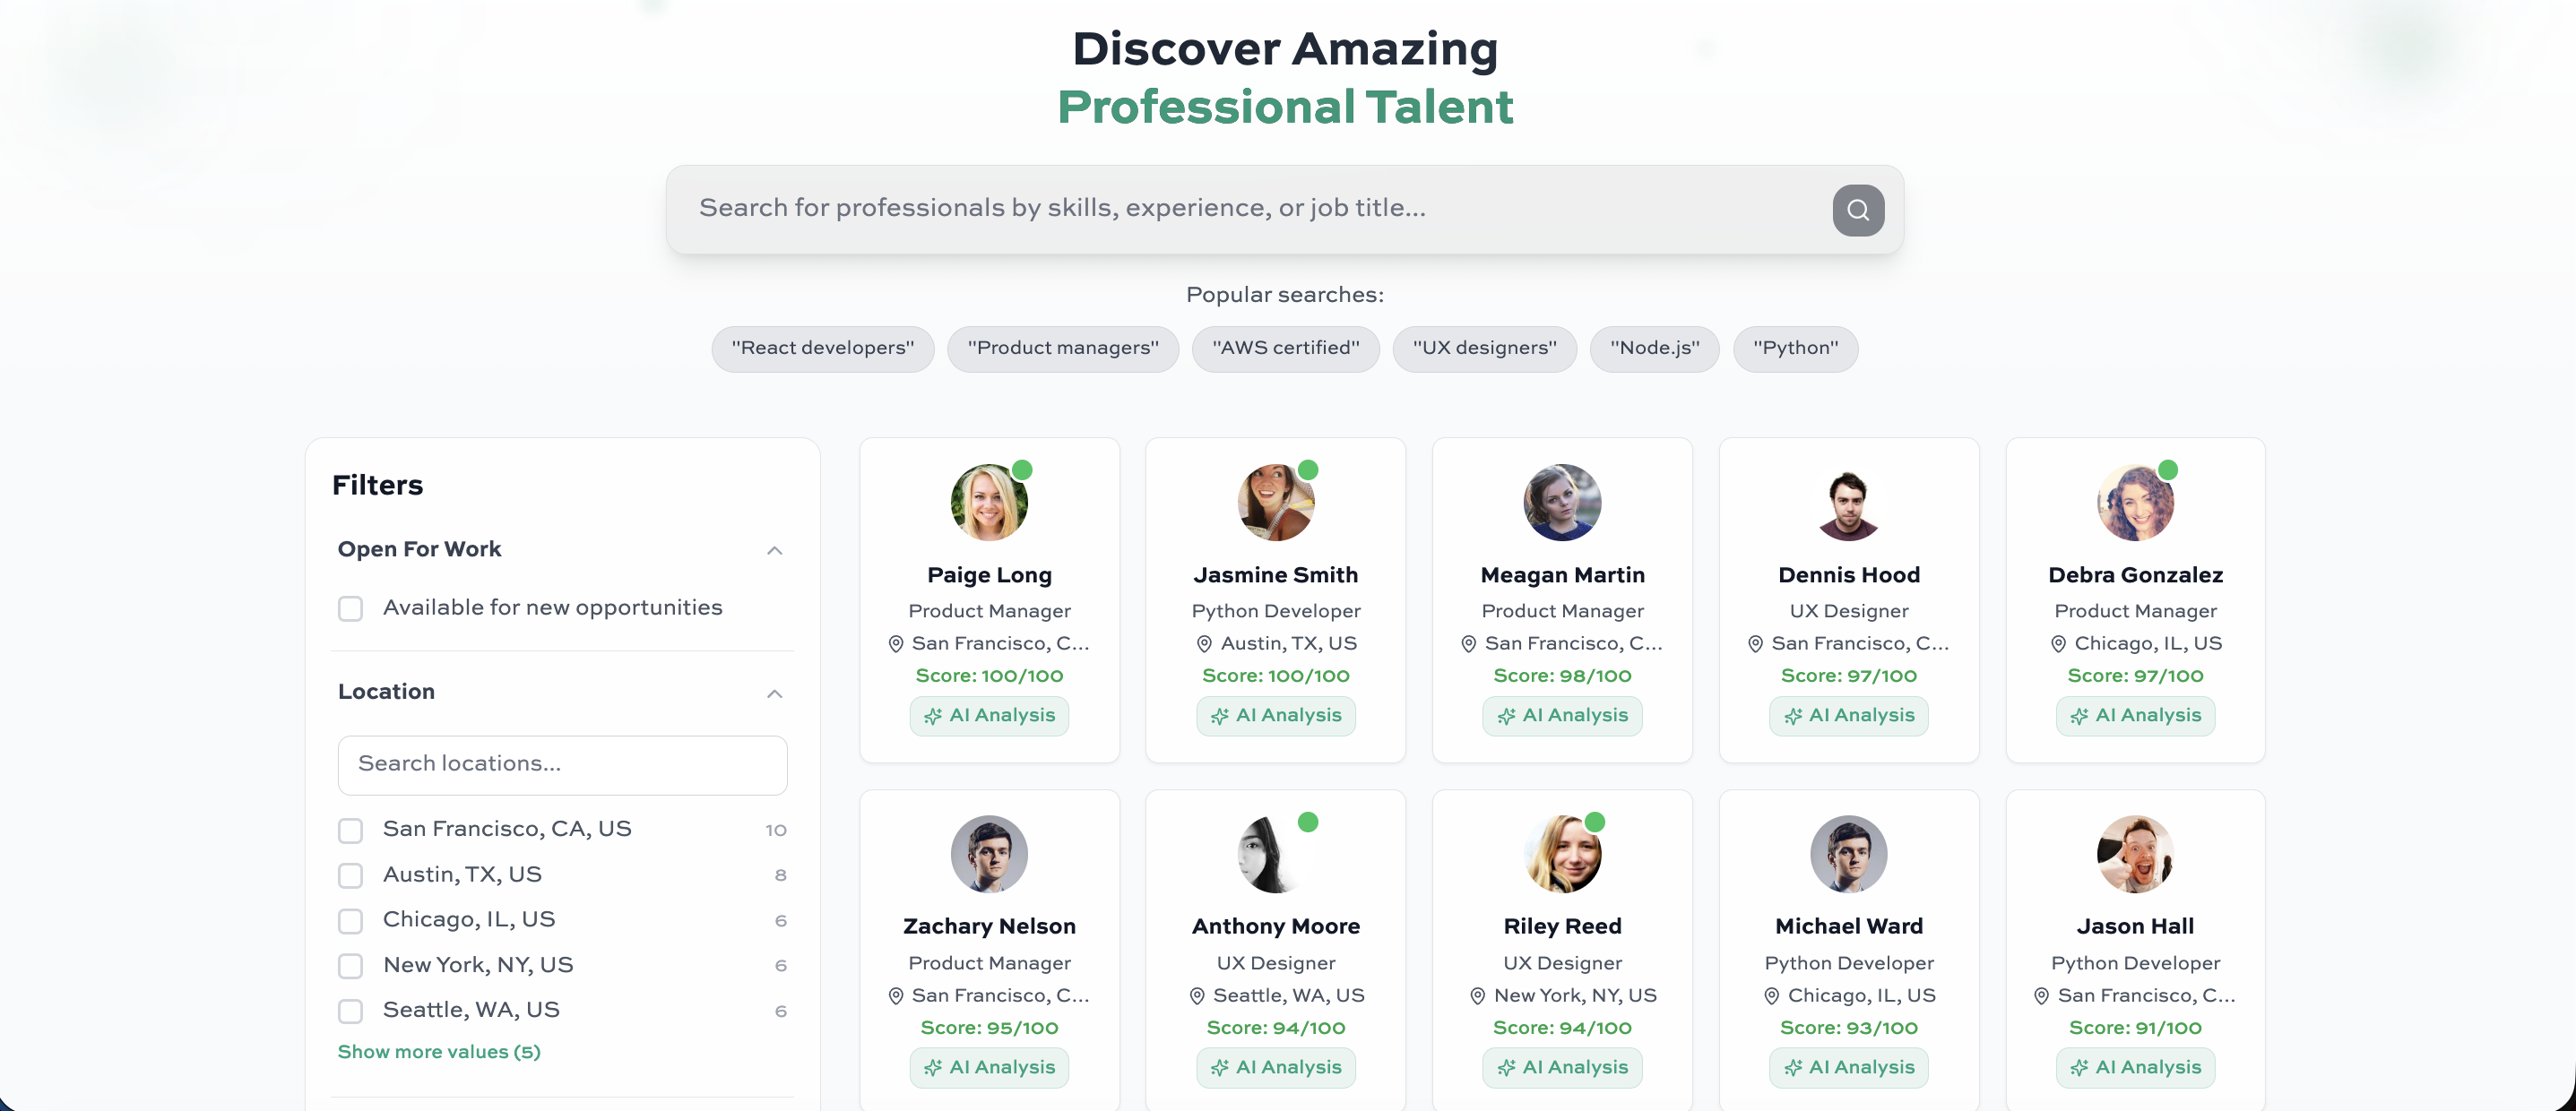 Discover Amazing
Professional Talent
Search for professionals by skills, experience, or job title...
Popular searches:
"React developers"
"Product managers"
"AWS certified"
"UX designers"
"Node.js"
"Python"
Filters
Open For Work
Available for new opportunities
Location
Search locations...
San Francisco, CA, US 10
Austin, TX, US 8
Chicago, IL, US 6
New York, NY, US 6
Seattle, WA, US 6
Show more values (5)
Paige Long
Product Manager
San Francisco, C...
Score: 100/100
AI Analysis
Jasmine Smith
Python Developer
Austin, TX, US
Score: 100/100
AI Analysis
Meagan Martin
Product Manager
San Francisco, C...
Score: 98/100
AI Analysis
Dennis Hood
UX Designer
San Francisco, C...
Score: 97/100
AI Analysis
Debra Gonzalez
Product Manager
Chicago, IL, US
Score: 97/100
AI Analysis
Zachary Nelson
Product Manager
San Francisco, C...
Score: 95/100
AI Analysis
Anthony Moore
UX Designer
Seattle, WA, US
Score: 94/100
AI Analysis
Riley Reed
UX Designer
New York, NY, US
Score: 94/100
AI Analysis
Michael Ward
Python Developer
Chicago, IL, US
Score: 93/100
AI Analysis
Jason Hall
Python Developer
San Francisco, C...
Score: 91/100
AI Analysis